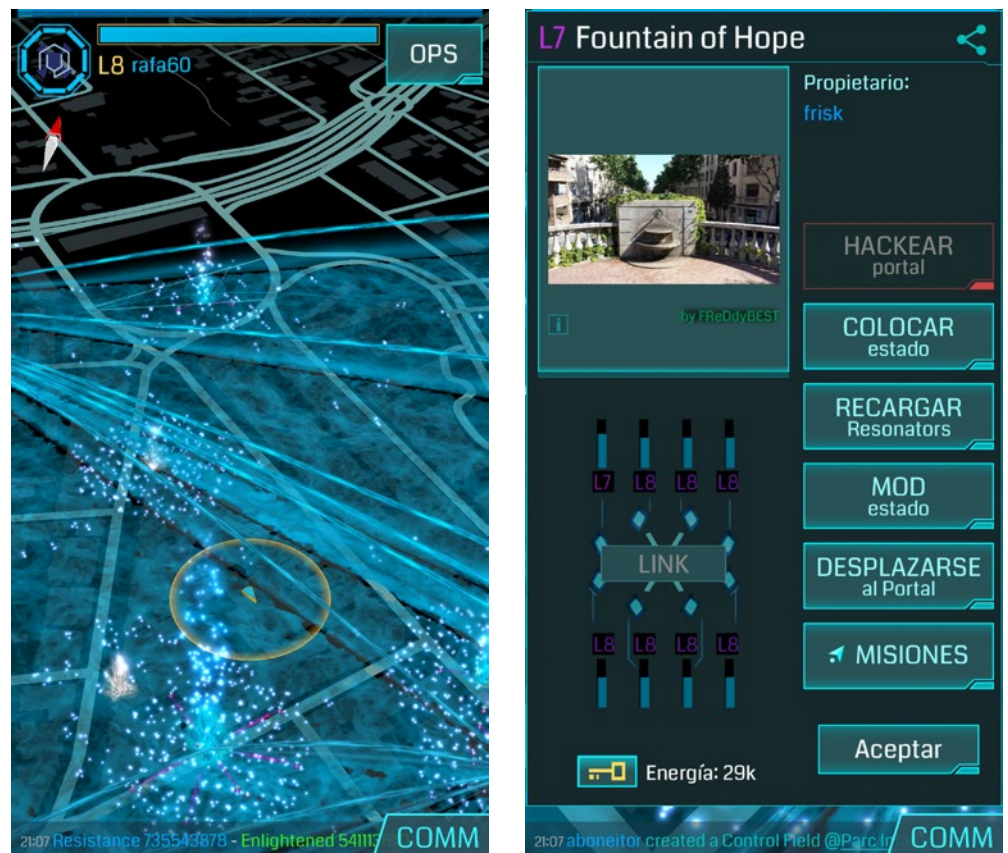 OPS
L8 rafa60
21:07 Resistance 735543878 - Enlightened 541113
COMM
L7 Fountain of Hope
Propietario:
frisk
HACKEAR
portal
by FReDdyBEST
COLOCAR
estado
RECARGAR
Resonators
L7 L8 L8 L8
MOD
estado
LINK
DESPLAZARSE
al Portal
L8 L8 L8 L8
MISIONES
Aceptar
Energía: 29k
21:07 aboneitor created a Control Field @Parc In
COMM